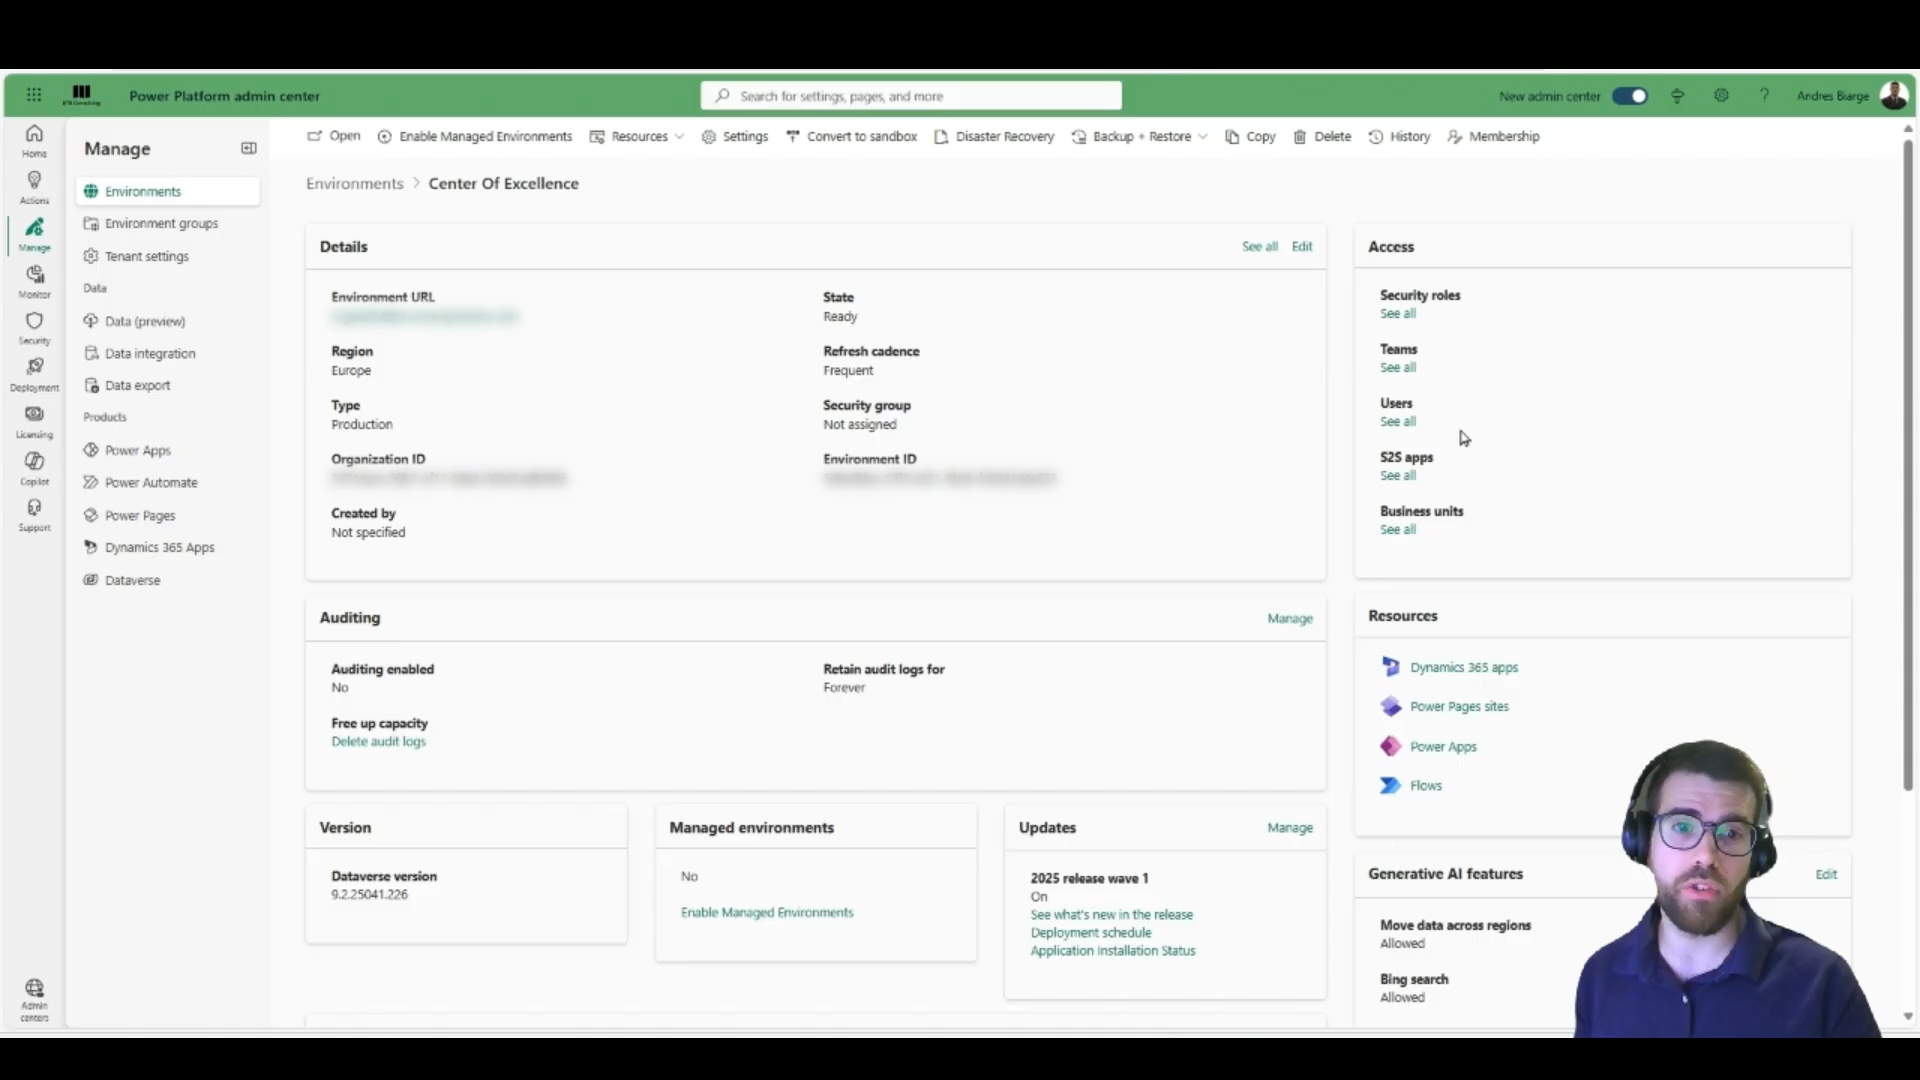 Power Platform admin center
Search for settings, pages, and more
New admin center
Andres Biarge
Home
Actions
Manage
Monitor
Security
Deployment
Licensing
Copilot
Support
Admin centers
Manage
Environments
Environment groups
Tenant settings
Data
Data (preview)
Data integration
Data export
Products
Power Apps
Power Automate
Power Pages
Dynamics 365 Apps
Dataverse
Open
Enable Managed Environments
Resources
Settings
Convert to sandbox
Disaster Recovery
Backup + Restore
Copy
Delete
History
Membership
Environments > Center Of Excellence
Details
See all
Edit
Environment URL
State
Ready
Region
Europe
Refresh cadence
Frequent
Type
Production
Security group
Not assigned
Organization ID
Environment ID
Created by
Not specified
Auditing
Manage
Auditing enabled
No
Retain audit logs for
Forever
Free up capacity
Delete audit logs
Version
Dataverse version
9.2.25041.226
Managed environments
No
Enable Managed Environments
Updates
Manage
2025 release wave 1
On
See what's new in the release
Deployment schedule
Application Installation Status
Access
Security roles
See all
Teams
See all
Users
See all
S2S apps
See all
Business units
See all
Resources
Dynamics 365 apps
Power Pages sites
Power Apps
Flows
Generative AI features
Edit
Move data across regions
Allowed
Bing search
Allowed